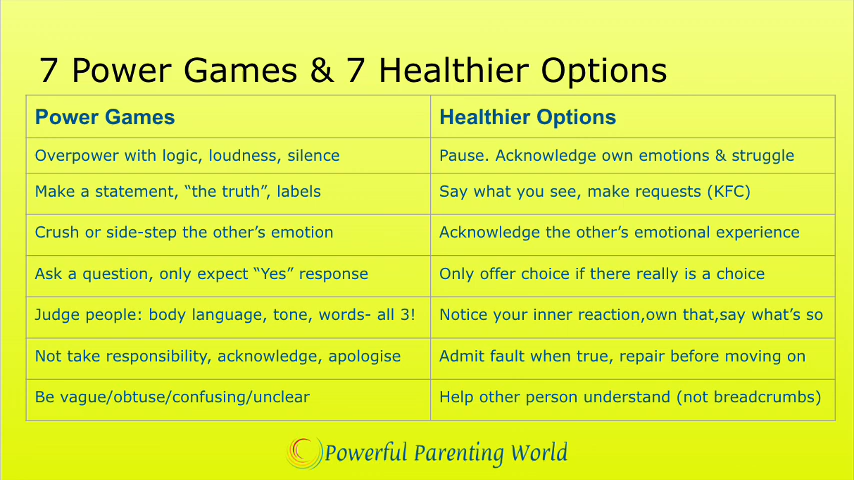 7 Power Games & 7 Healthier Options
Power Games Healthier Options
Overpower with logic, loudness, silence Pause. Acknowledge own emotions & struggle
Make a statement, “the truth”, labels Say what you see, make requests (KFC)
Crush or side-step the other’s emotion Acknowledge the other’s emotional experience
Ask a question, only expect “Yes” response Only offer choice if there really is a choice
Judge people: body language, tone, words- all 3! Notice your inner reaction,own that,say what’s so
Not take responsibility, acknowledge, apologise Admit fault when true, repair before moving on
Be vague/obtuse/confusing/unclear Help other person understand (not breadcrumbs)
Powerful Parenting World